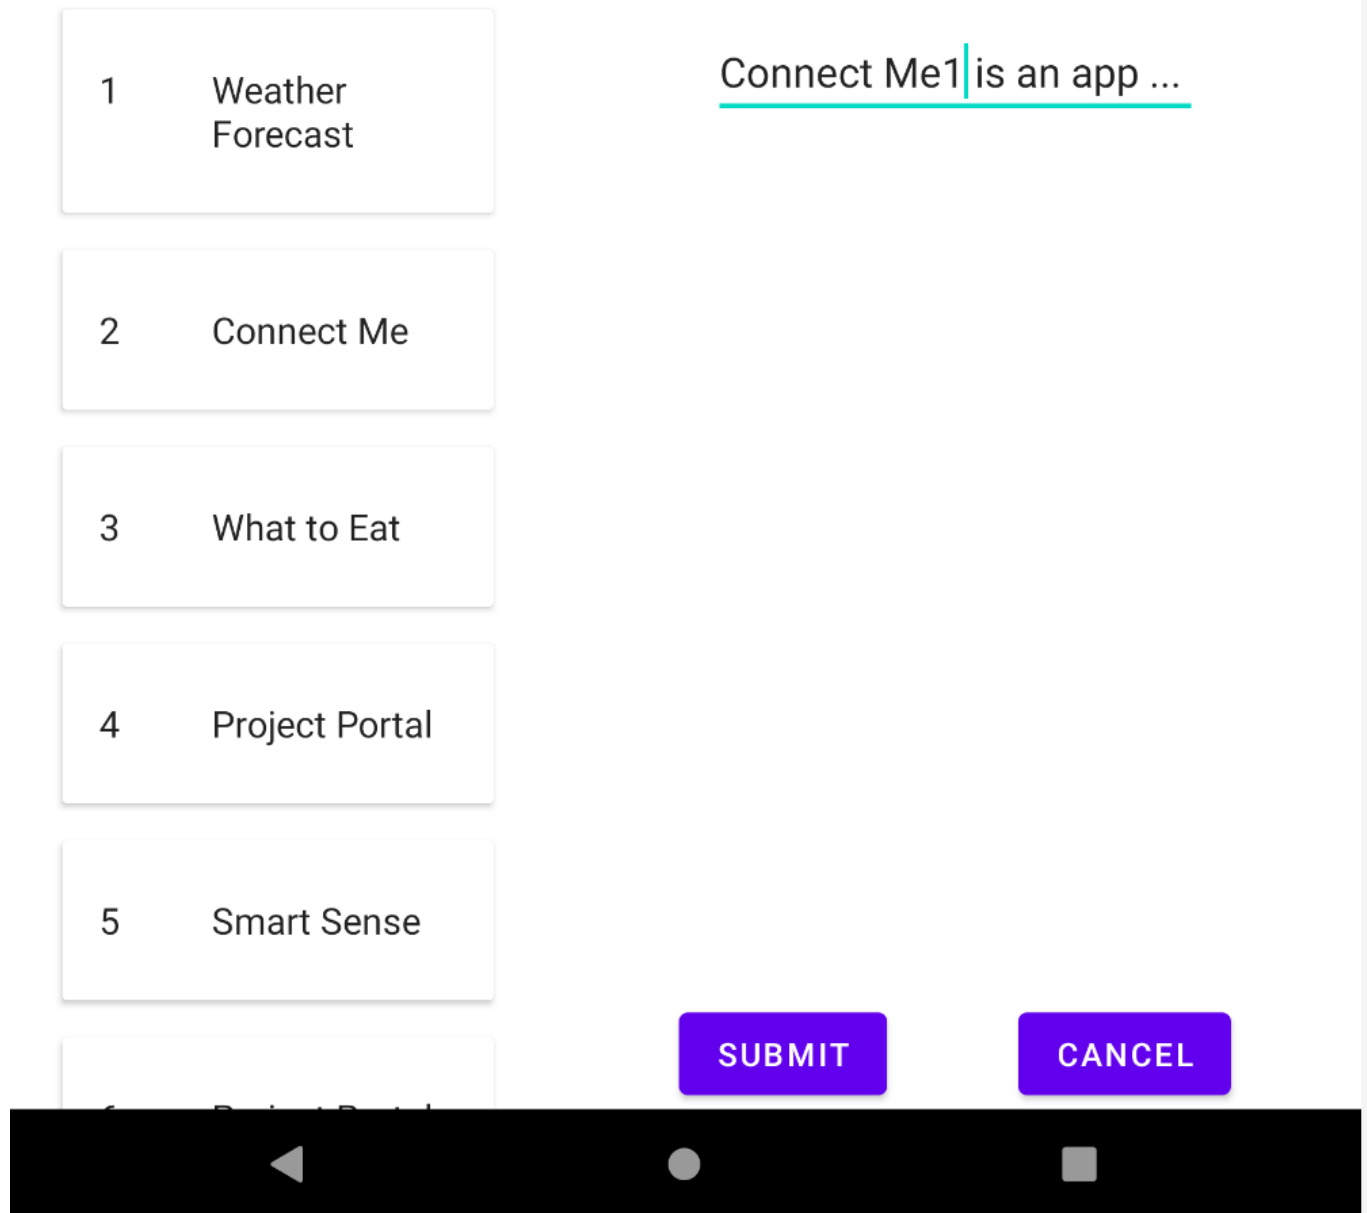 1 Weather
Forecast
2 Connect Me
3 What to Eat
4 Project Portal
5 Smart Sense
Connect Me1 is an app ...
SUBMIT CANCEL